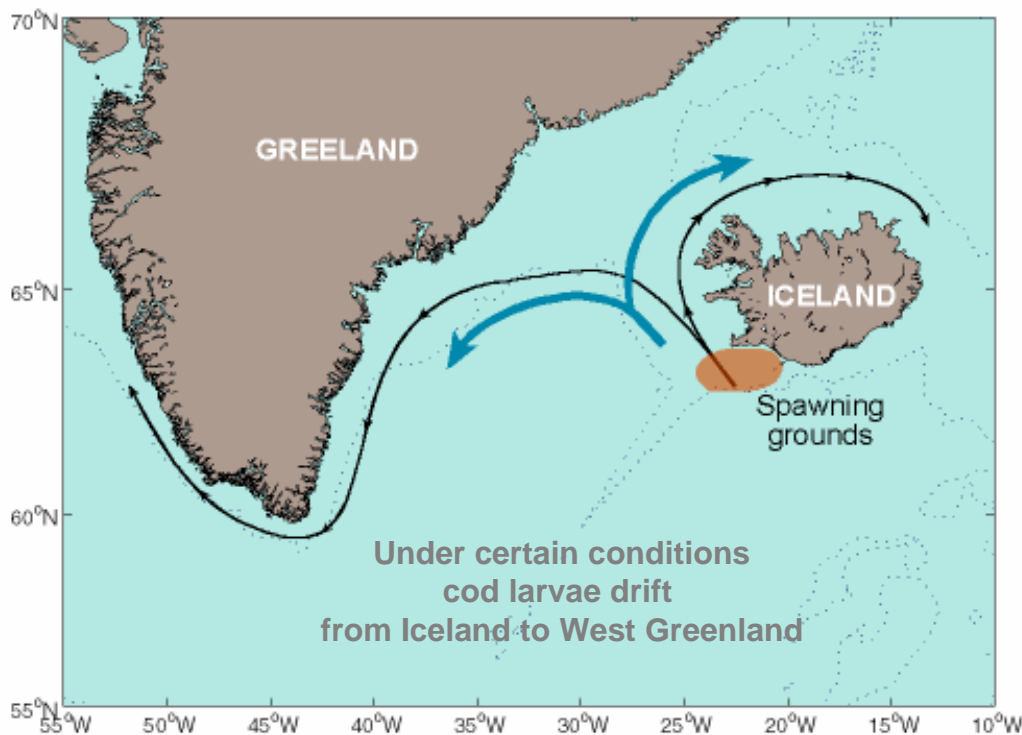 70°N
GREELAND
65°N
ICELAND
Spawning
grounds
60°N
Under certain conditions
cod larvae drift
from Iceland to West Greenland
55°N
55°W 50°W 45°W 40°W 35°W 30°W 25°W 20°W 15°W 10°W